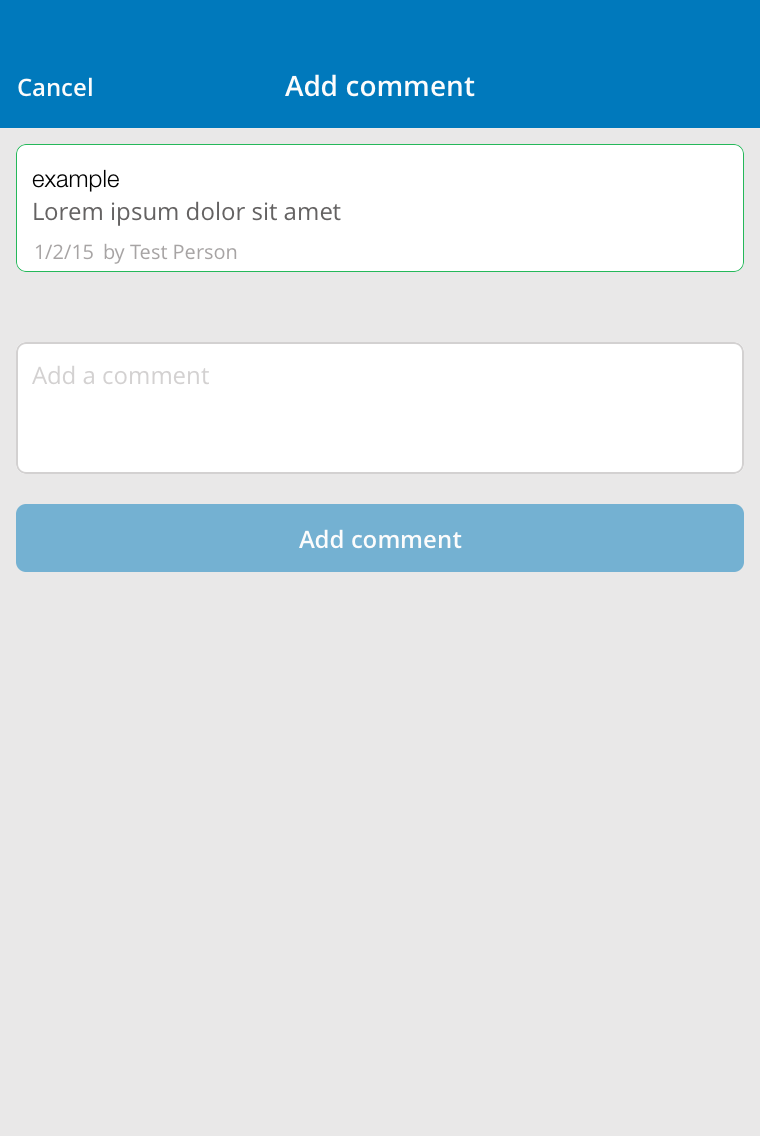 Cancel Add comment
example
Lorem ipsum dolor sit amet
1/2/15 by Test Person
Add a comment
Add comment